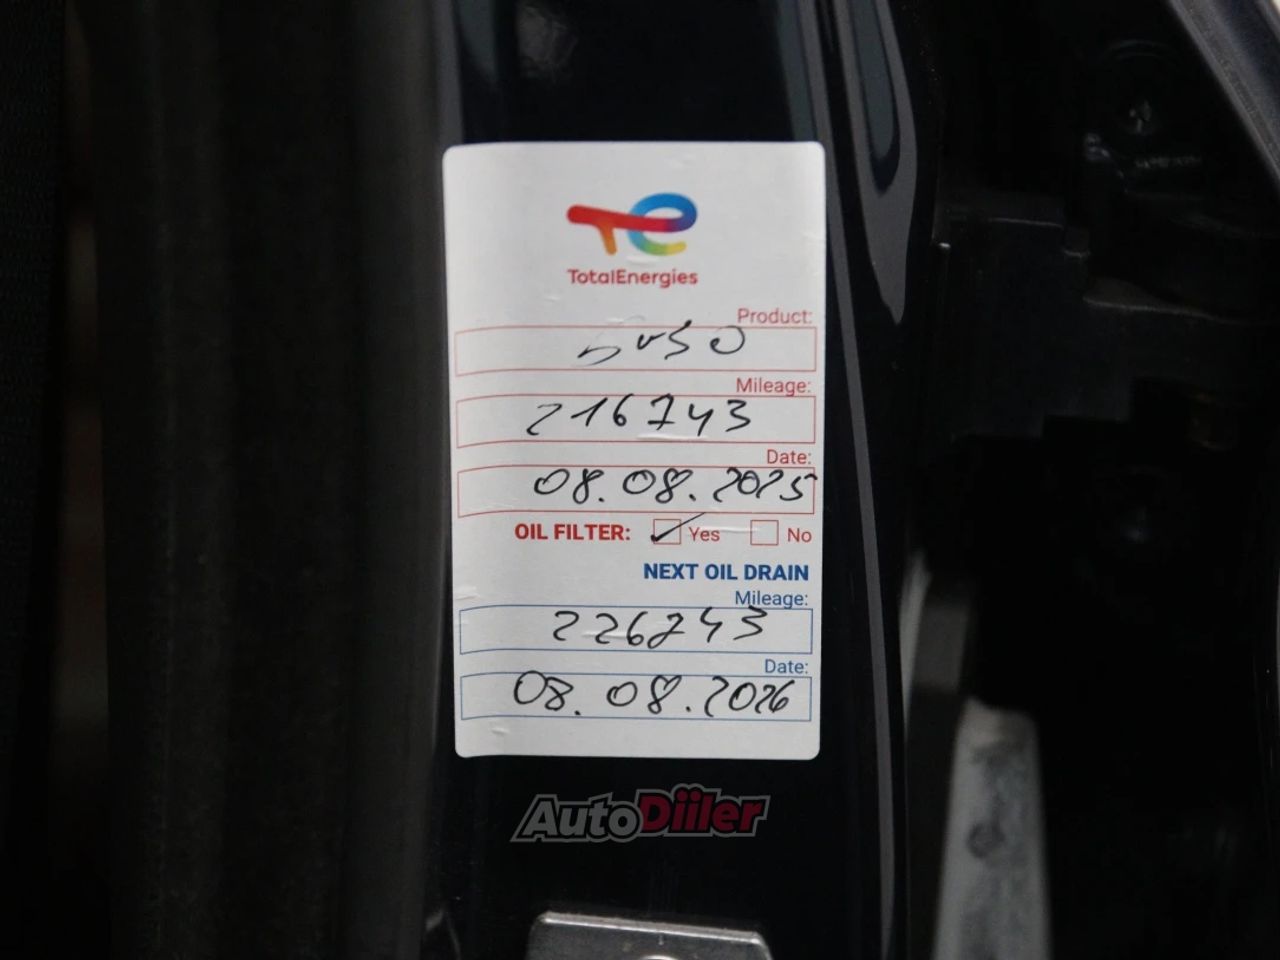 TotalEnergies
Product:
5w30
Mileage:
216743
Date:
08.08.2025
OIL FILTER: Yes No
NEXT OIL DRAIN
Mileage:
226743
Date:
08.08.2026
AutoDiiler